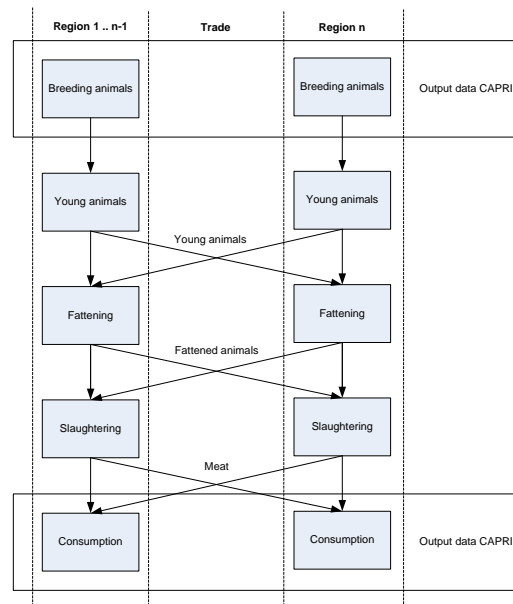 Region 1 .. n-1
Trade
Region n
Breeding animals
Breeding animals
Output data CAPRI
Young animals
Young animals
Young animals
Fattening
Fattening
Fattened animals
Slaughtering
Slaughtering
Meat
Consumption
Consumption
Output data CAPRI